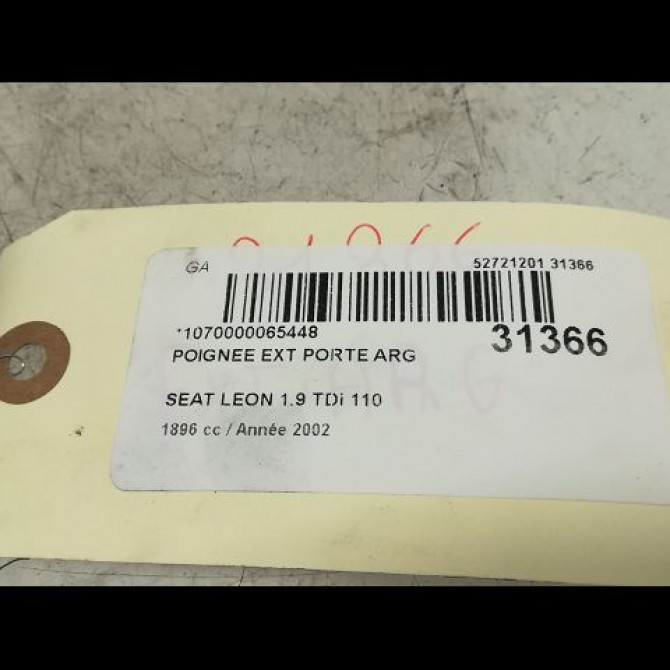 GA 52721201 31366
*1070000065448 31366
POIGNEE EXT PORTE ARG
SEAT LEON 1.9 TDi 110
1896 cc / Année 2002